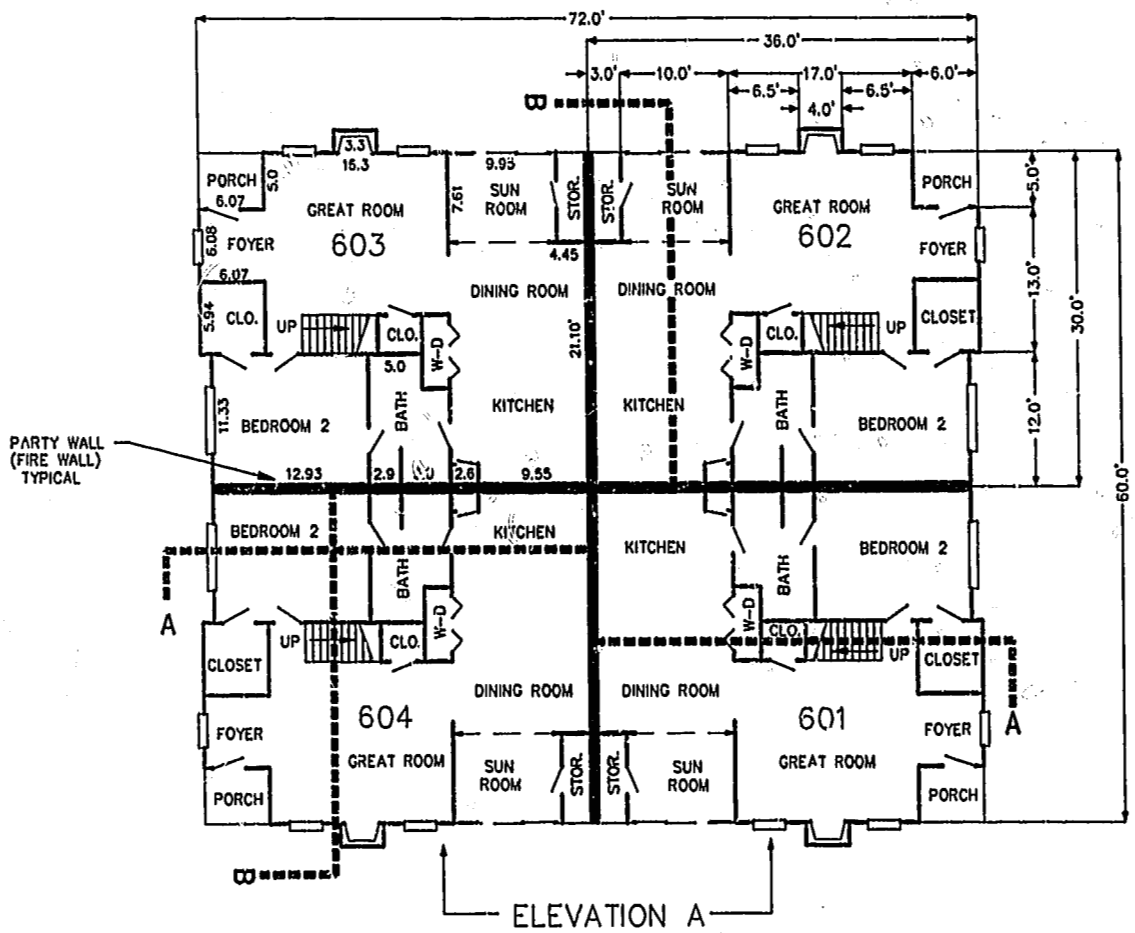 72.0'
36.0'
3.0' 10.0' 17.0' 6.0'
6.5' 4.0' 6.5'
B
3.3
15.3
9.93
PORCH
5.0
6.07
SUN
ROOM
7.61
STOR.
STOR.
SUN
ROOM
GREAT ROOM
603
GREAT ROOM
602
PORCH
5.0'
FOYER
6.08
6.07
4.45
FOYER
13.0'
30.0'
60.0'
DINING ROOM
DINING ROOM
CLO.
5.94
UP
CLO.
5.0
W-D
21.10'
W-D
CLO.
UP
CLOSET
11.33
BEDROOM 2
BATH
KITCHEN
KITCHEN
BATH
BEDROOM 2
12.0'
PARTY WALL
(FIRE WALL)
TYPICAL
12.93 2.9 2.6 9.55
BEDROOM 2
BATH
KITCHEN
KITCHEN
BATH
BEDROOM 2
A
UP
CLO.
W-D
W-D
CLO.
UP
CLOSET
CLOSET
A
DINING ROOM
DINING ROOM
FOYER
604
601
FOYER
GREAT ROOM
GREAT ROOM
SUN
ROOM
STOR.
STOR.
SUN
ROOM
PORCH
PORCH
B
ELEVATION A